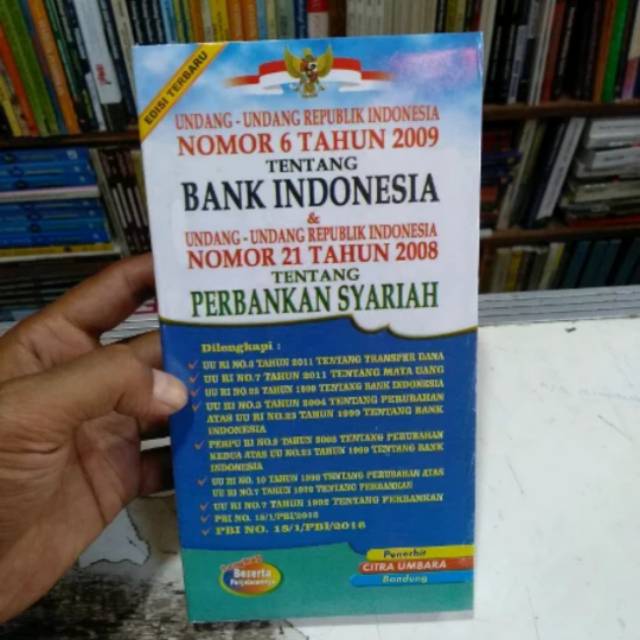 EDISI TERBARU
UNDANG - UNDANG REPUBLIK INDONESIA
NOMOR 6 TAHUN 2009
TENTANG
BANK INDONESIA
&
UNDANG - UNDANG REPUBLIK INDONESIA
NOMOR 21 TAHUN 2008
TENTANG
PERBANKAN SYARIAH
Dilengkapi :
UU RI NO.3 TAHUN 2011 TENTANG TRANSFER DANA
UU RI NO.7 TAHUN 2011 TENTANG MATA UANG
UU RI NO 23 TAHUN 1999 TENTANG BANK INDONESIA
UU RI NO.3 TAHUN 2004 TENTANG PERUBAHAN
ATAS UU RI NO.23 TAHUN 1999 TENTANG BANK
INDONESIA
PERPU RI NO.2 TAHUN 2008 TENTANG PERUBAHAN
KEDUA ATAS UU NO.23 TAHUN 1999 TENTANG BANK
INDONESIA
UU RI NO. 10 TAHUN 1998 TENTANG PERUBAHAN ATAS
UU RI NO.7 TAHUN 1992 TENTANG PERBANKAN
UU RI NO.7 TAHUN 1992 TENTANG PERBANKAN
PBI NO. 18/1/PBI/2016
PBI NO. 18/1/PBI/2016
Beserta
Penjelasannya
Penerbit
CITRA UMBARA
Bandung